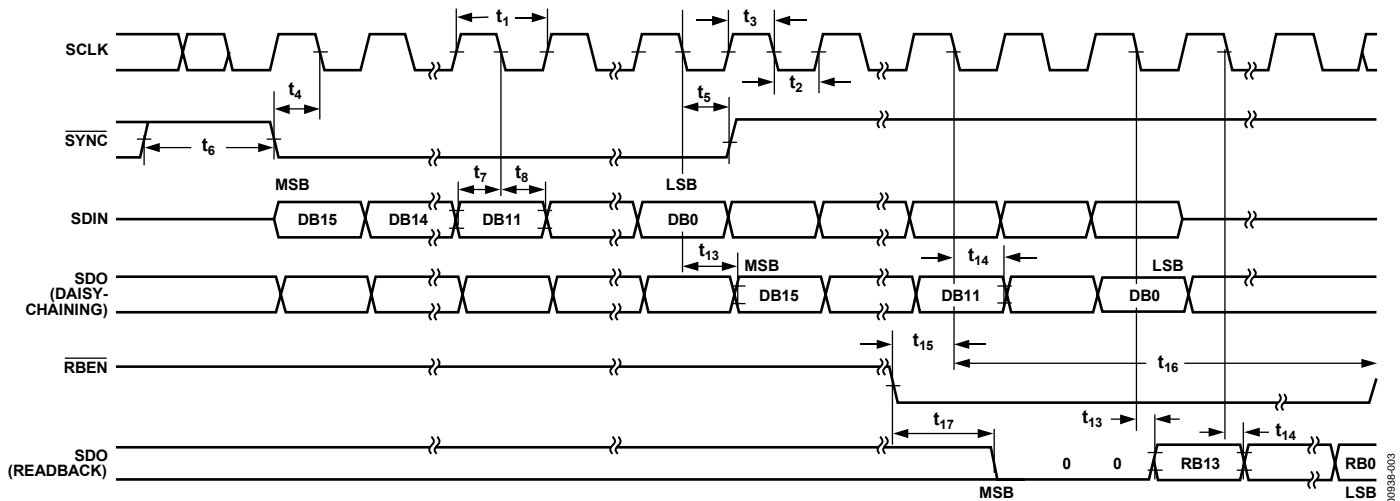 t1
t3
SCLK
t4
t5
t2
SYNC
t6
MSB
t7
t8
LSB
SDIN
DB15
DB14
DB11
DB0
t13
MSB
t14
LSB
SDO
(DAISY-
CHAINING)
DB15
DB11
DB0
t15
RBEN
t16
t17
t13
t14
SDO
(READBACK)
0
0
RB13
RB0
MSB
LSB
00938-003